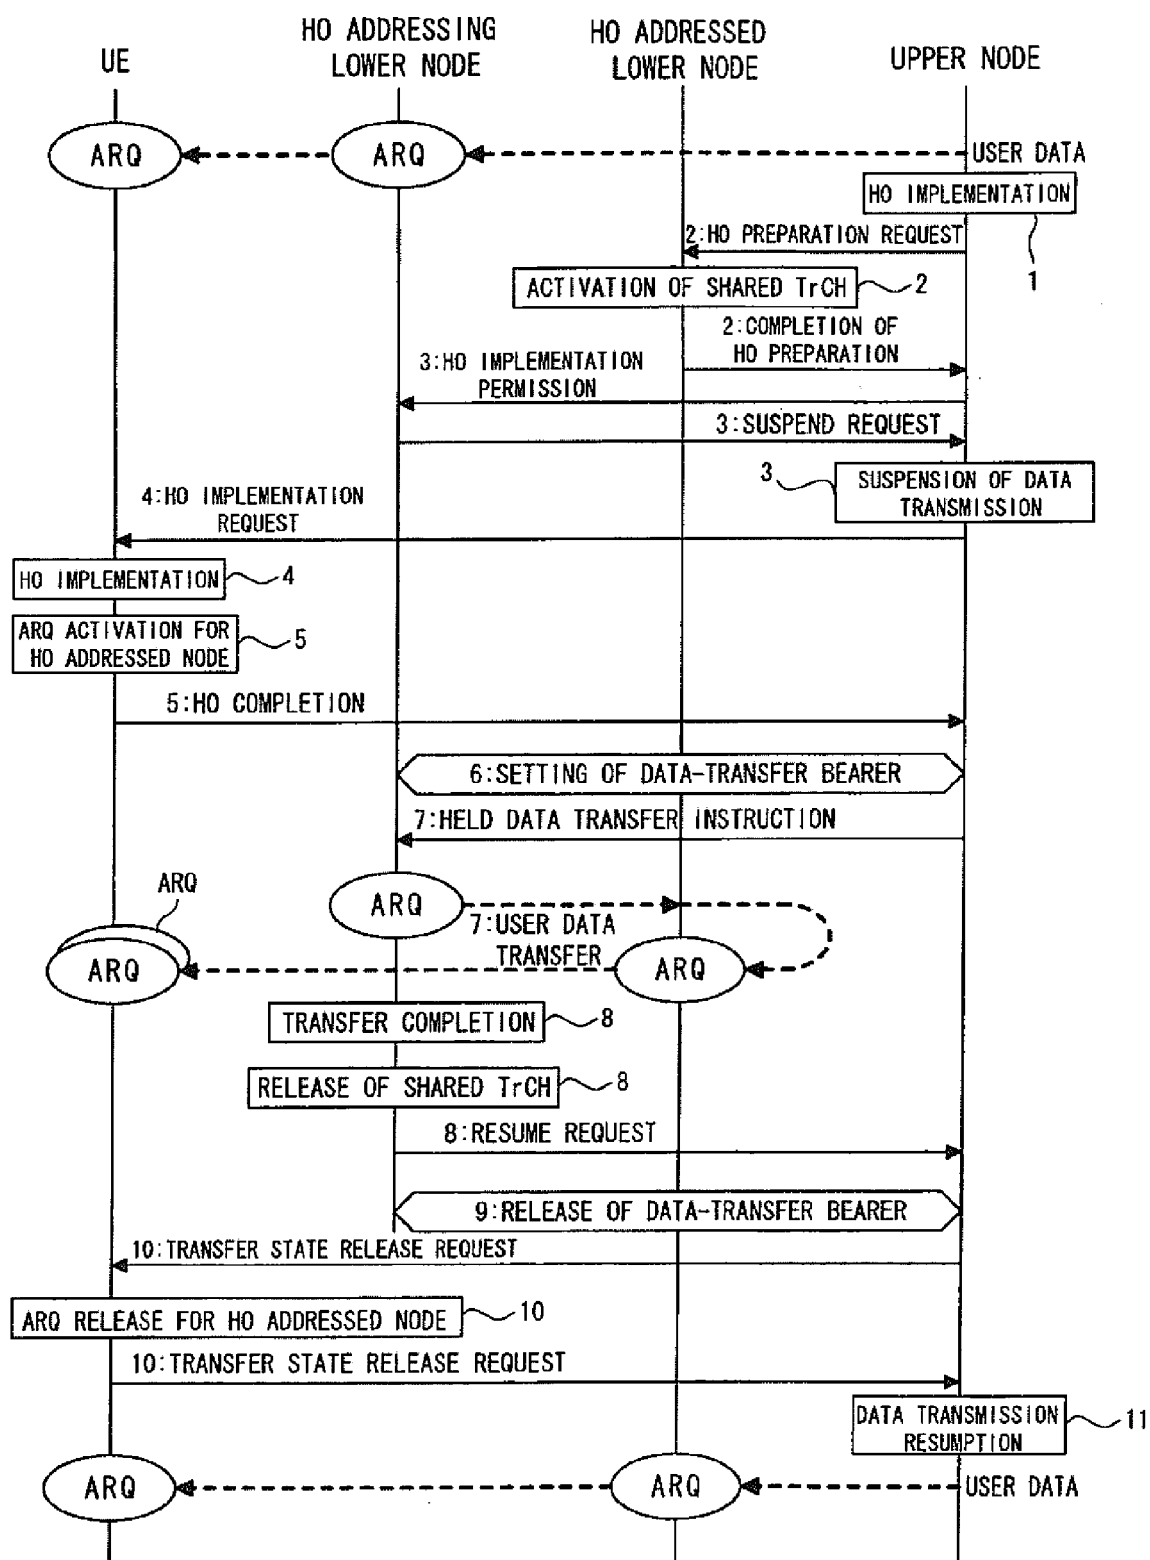 UE
HO ADDRESSING
LOWER NODE
HO ADDRESSED
LOWER NODE
UPPER NODE
ARQ
ARQ
USER DATA
HO IMPLEMENTATION
1
2:HO PREPARATION REQUEST
ACTIVATION OF SHARED TrCH
2
2:COMPLETION OF
HO PREPARATION
3:HO IMPLEMENTATION
PERMISSION
3:SUSPEND REQUEST
3
SUSPENSION OF DATA
TRANSMISSION
4:HO IMPLEMENTATION
REQUEST
HO IMPLEMENTATION
4
ARQ ACTIVATION FOR
HO ADDRESSED NODE
5
5:HO COMPLETION
6:SETTING OF DATA-TRANSFER BEARER
7:HELD DATA TRANSFER INSTRUCTION
ARQ
ARQ
7:USER DATA
TRANSFER
ARQ
ARQ
TRANSFER COMPLETION
8
RELEASE OF SHARED TrCH
8
8:RESUME REQUEST
9:RELEASE OF DATA-TRANSFER BEARER
10:TRANSFER STATE RELEASE REQUEST
ARQ RELEASE FOR HO ADDRESSED NODE
10
10:TRANSFER STATE RELEASE REQUEST
DATA TRANSMISSION
RESUMPTION
11
ARQ
ARQ
USER DATA